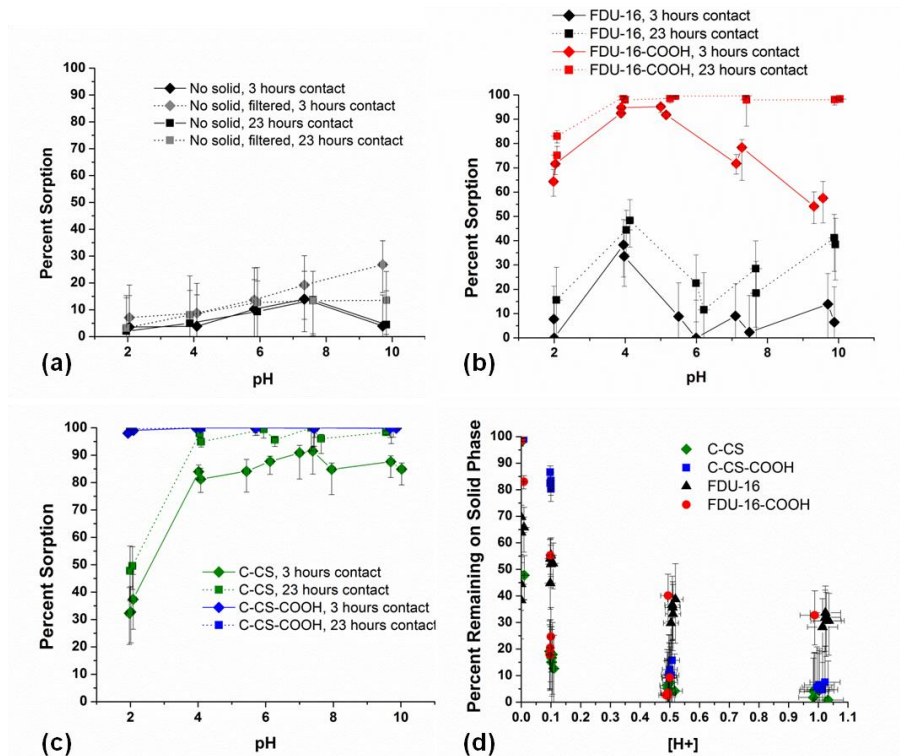 No solid, 3 hours contact
No solid, filtered, 3 hours contact
No solid, 23 hours contact
No solid, filtered, 23 hours contact
Percent Sorption
100
90
80
70
60
50
40
30
20
10
0
2
4
6
8
10
pH
(a)
FDU-16, 3 hours contact
FDU-16, 23 hours contact
FDU-16-COOH, 3 hours contact
FDU-16-COOH, 23 hours contact
Percent Sorption
100
90
80
70
60
50
40
30
20
10
0
2
4
6
8
10
pH
(b)
Percent Sorption
100
90
80
70
60
50
40
30
20
10
0
C-CS, 3 hours contact
C-CS, 23 hours contact
C-CS-COOH, 3 hours contact
C-CS-COOH, 23 hours contact
2
4
6
8
10
pH
(c)
Percent Remaining on Solid Phase
100
90
80
70
60
50
40
30
20
10
0
C-CS
C-CS-COOH
FDU-16
FDU-16-COOH
0.0
0.1
0.2
0.3
0.4
0.5
0.6
0.7
0.8
0.9
1.0
1.1
[H+]
(d)